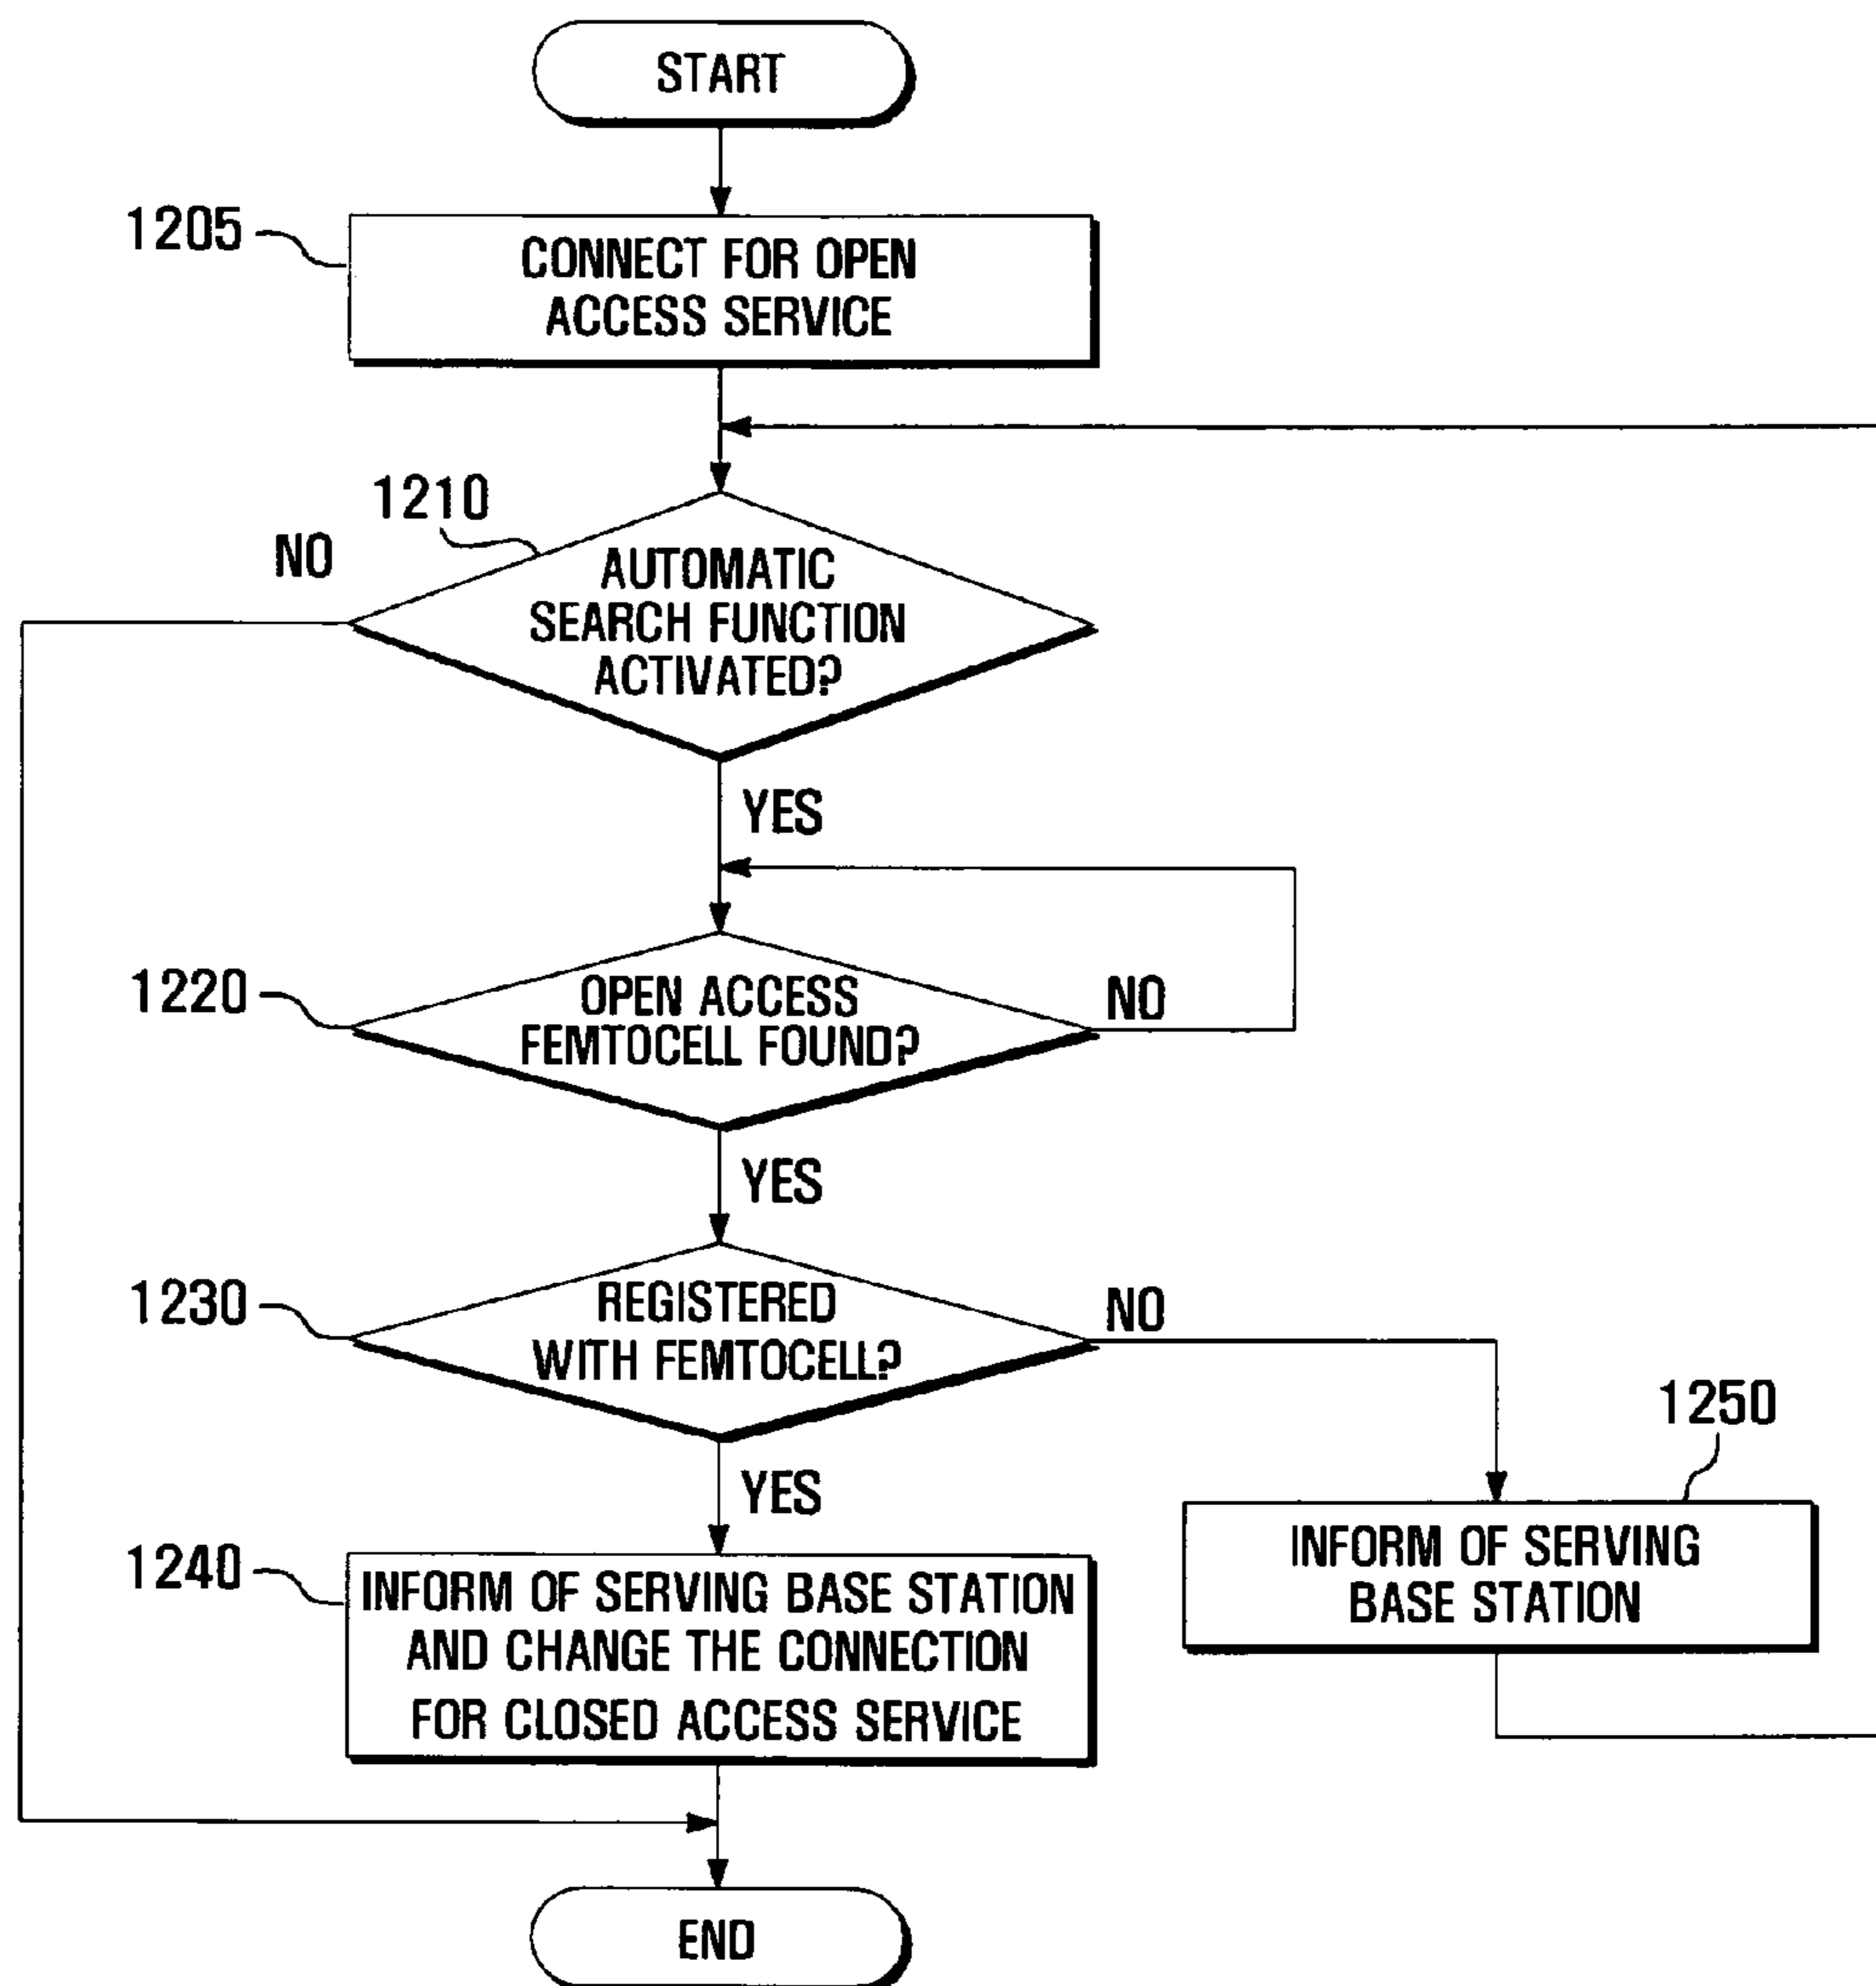 START
1205
CONNECT FOR OPEN
ACCESS SERVICE
1210
NO
AUTOMATIC
SEARCH FUNCTION
ACTIVATED?
YES
1220
OPEN ACCESS
FEMTOCELL FOUND?
NO
YES
1230
REGISTERED
WITH FEMTOCELL?
NO
YES
1250
INFORM OF SERVING
BASE STATION
1240
INFORM OF SERVING BASE STATION
AND CHANGE THE CONNECTION
FOR CLOSED ACCESS SERVICE
END